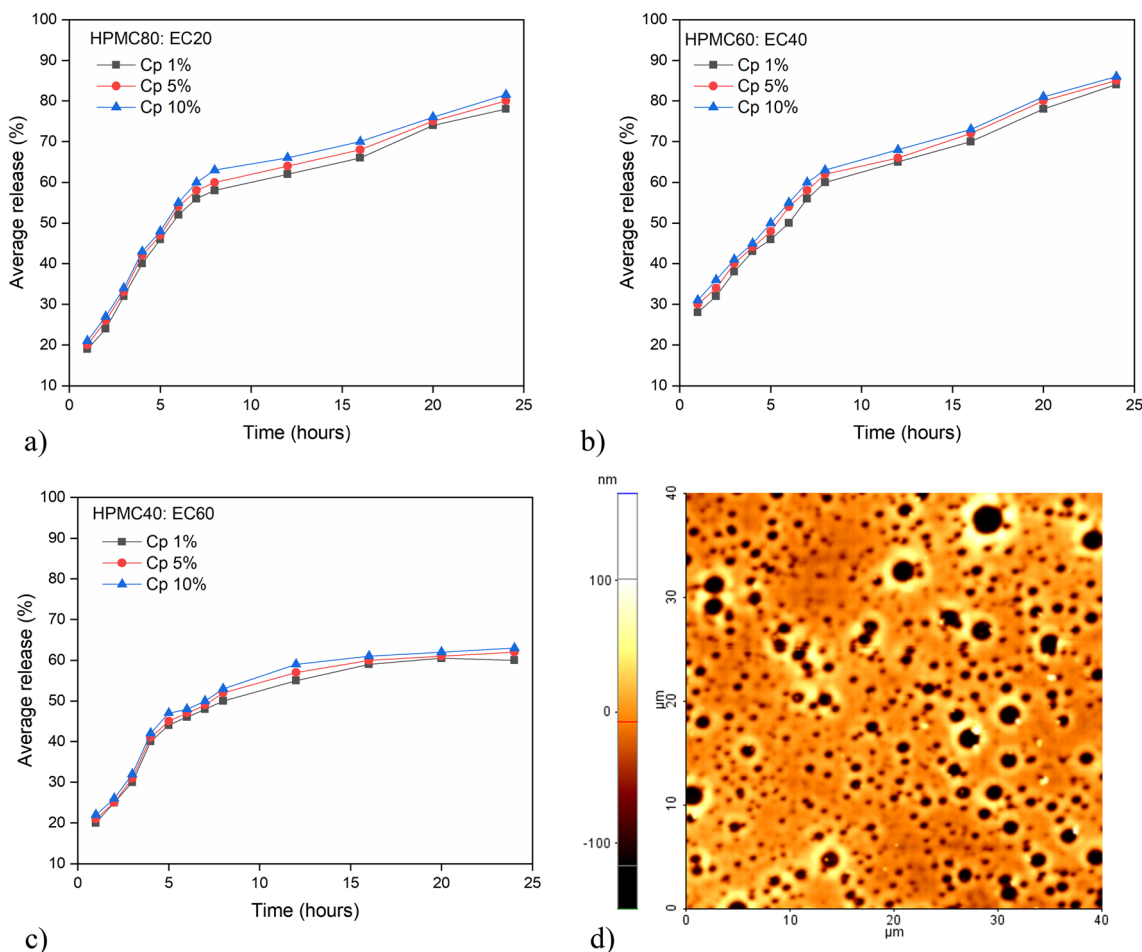 HPMC80: EC20
Cp 1%
Cp 5%
Cp 10%
Average release (%)
100
90
80
70
60
50
40
30
20
10
0 5 10 15 20 25
Time (hours)
a)
HPMC60: EC40
Cp 1%
Cp 5%
Cp 10%
Average release (%)
100
90
80
70
60
50
40
30
20
10
0 5 10 15 20 25
Time (hours)
b)
HPMC40: EC60
Cp 1%
Cp 5%
Cp 10%
Average release (%)
100
90
80
70
60
50
40
30
20
10
0 5 10 15 20 25
Time (hours)
c)
nm
100
0
-100
40
30
20
10
0
µm
0 10 20 30 40
µm
d)